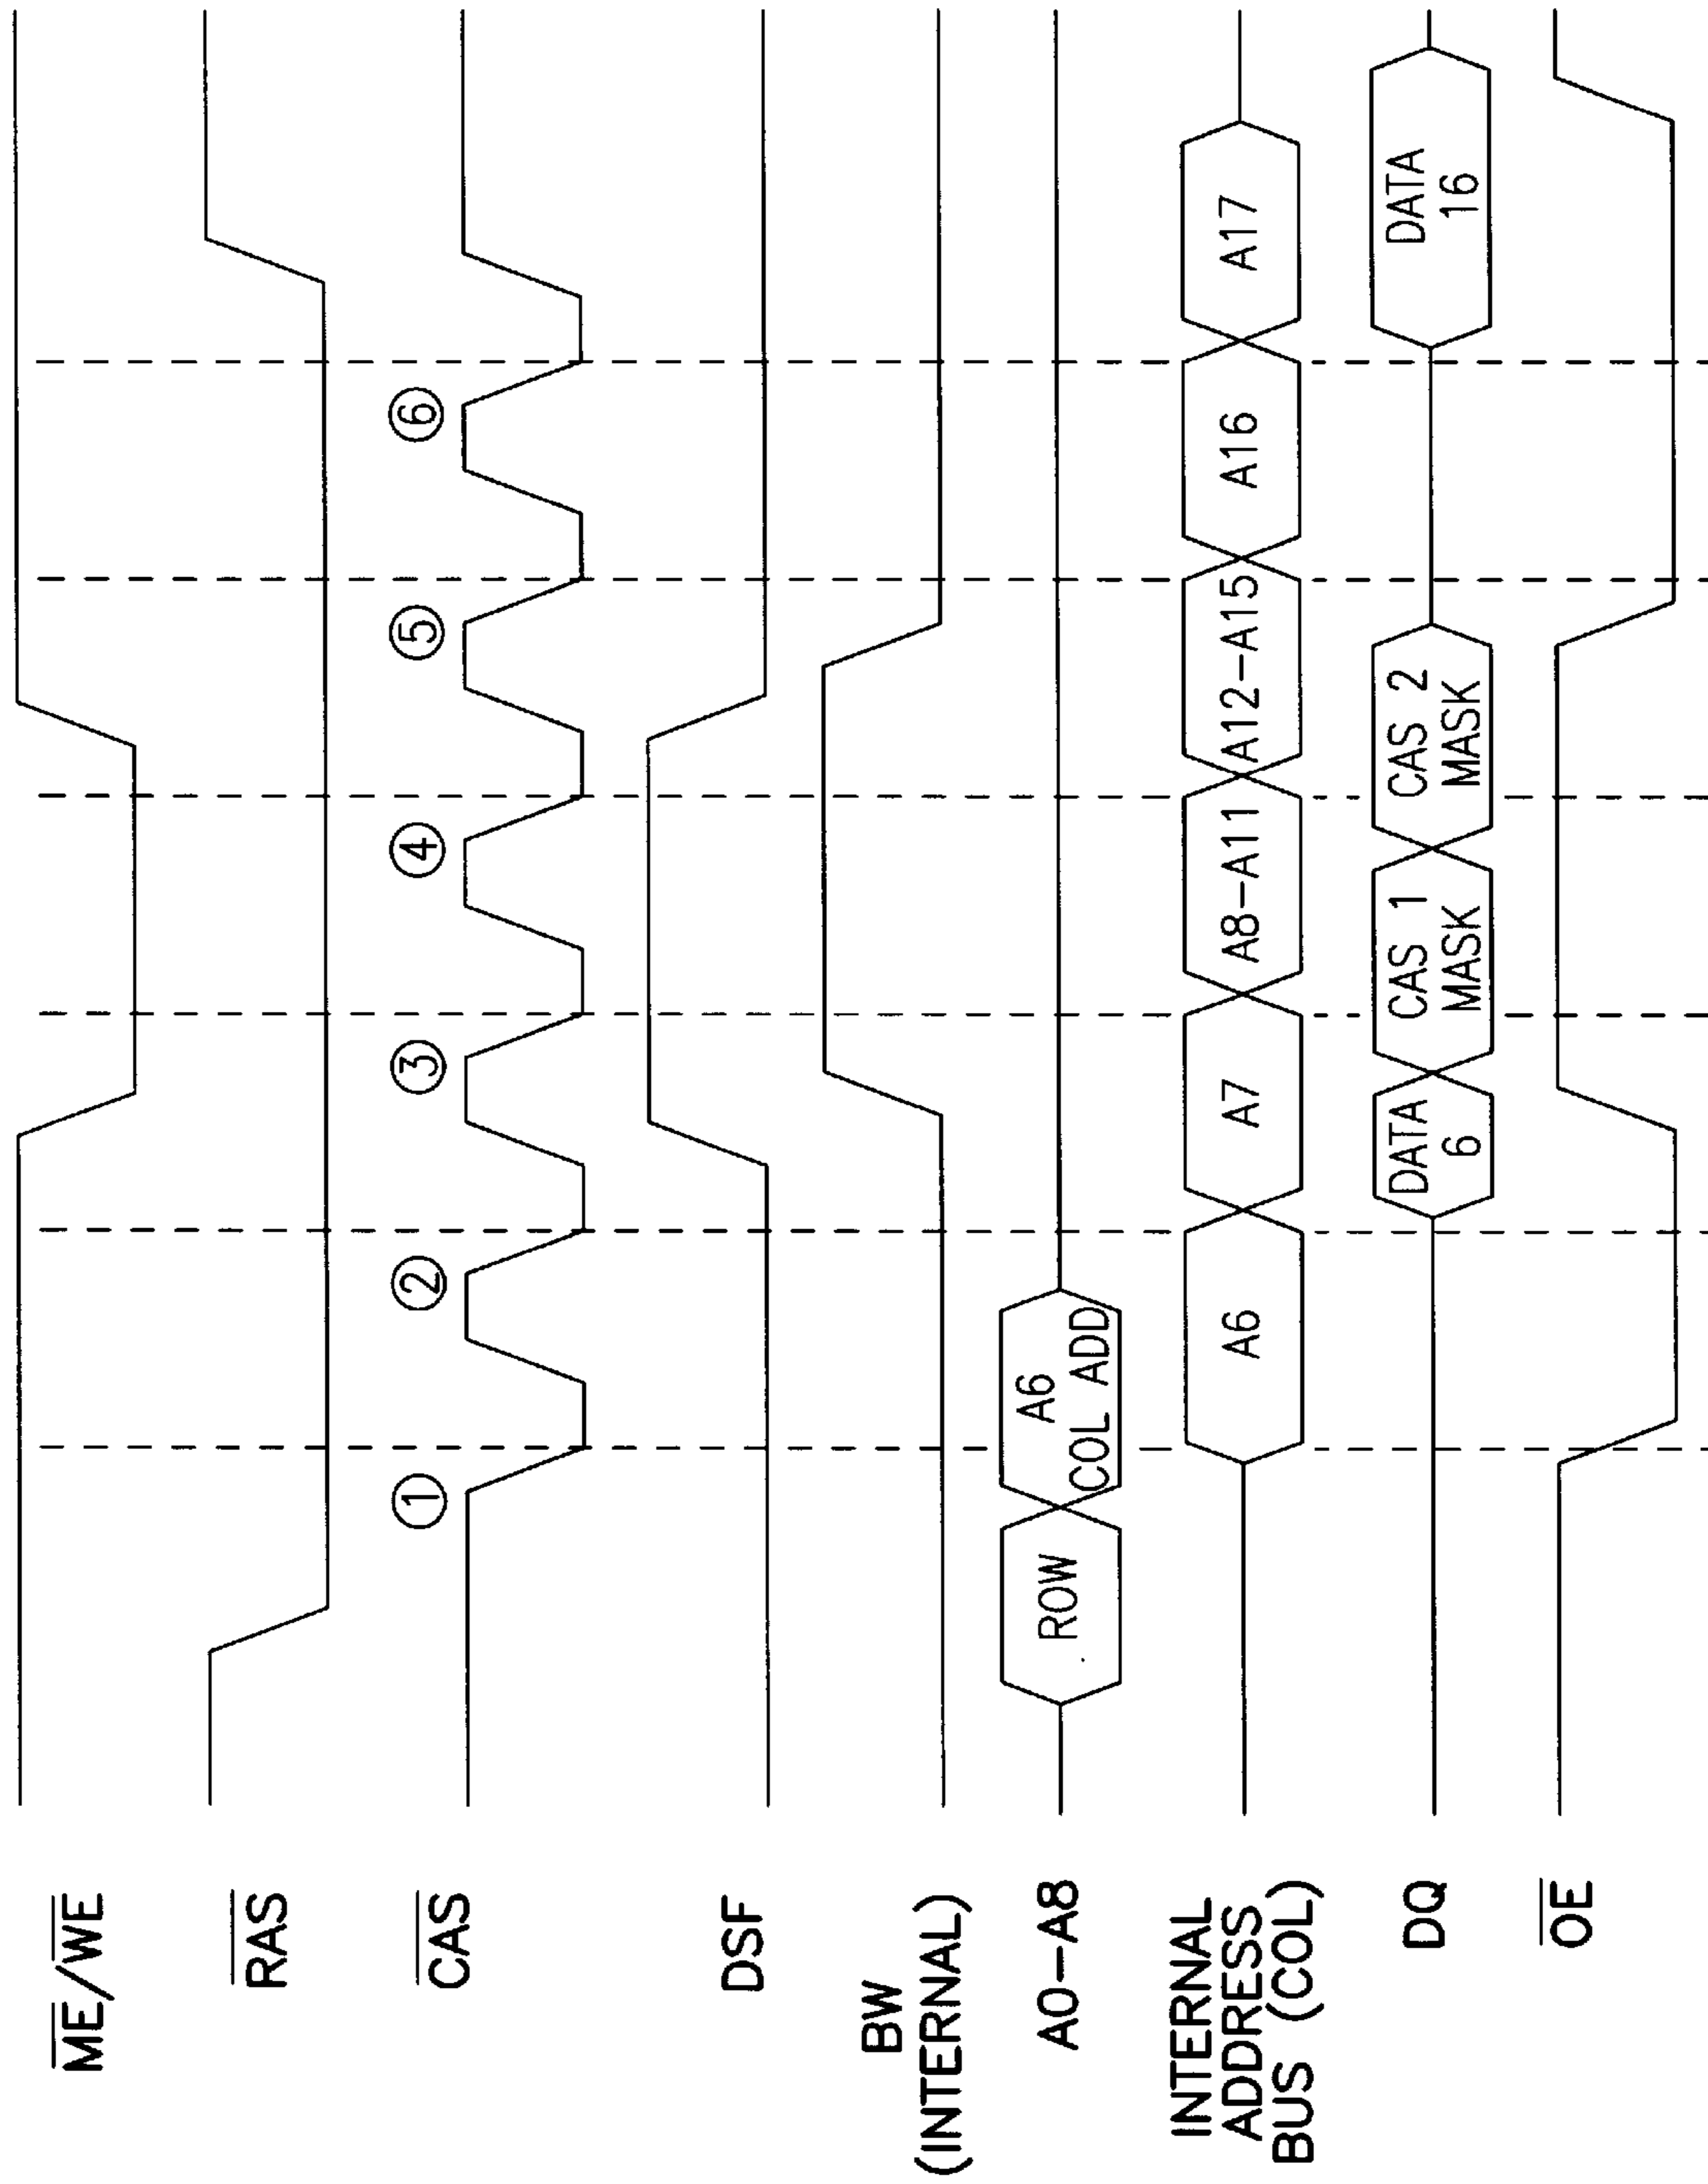 ME/WE
RAS
① ② ③ ④ ⑤ ⑥
CAS
DSF
BW
(INTERNAL)
A0-A8
ROW
A6
COL ADD
INTERNAL
ADDRESS
BUS (COL)
A6
A7
A8-A11
A12-A15
A16
A17
DQ
DATA
6
CAS 1
MASK
CAS 2
MASK
DATA
16
OE